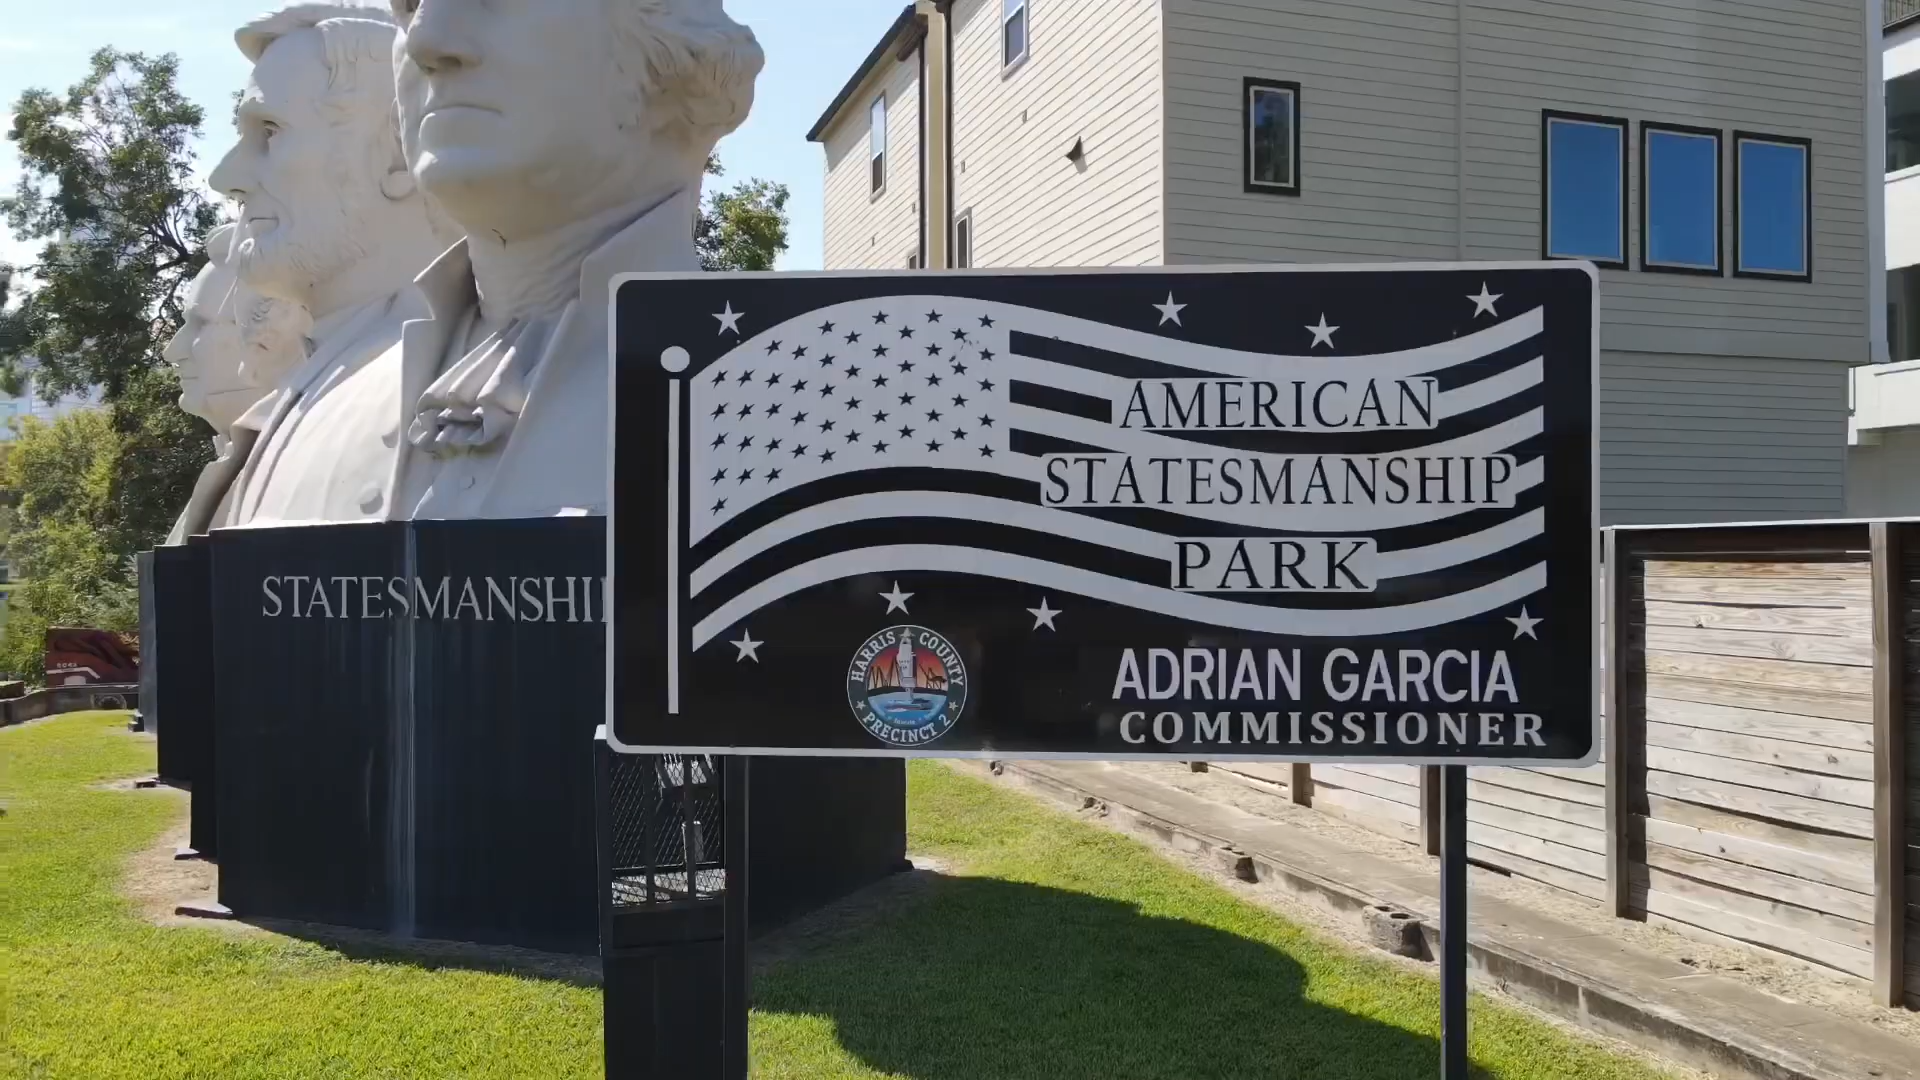 STATESMANSHI
AMERICAN
STATESMANSHIP
PARK
HARRIS COUNTY
PRECINCT 2
ADRIAN GARCIA
COMMISSIONER